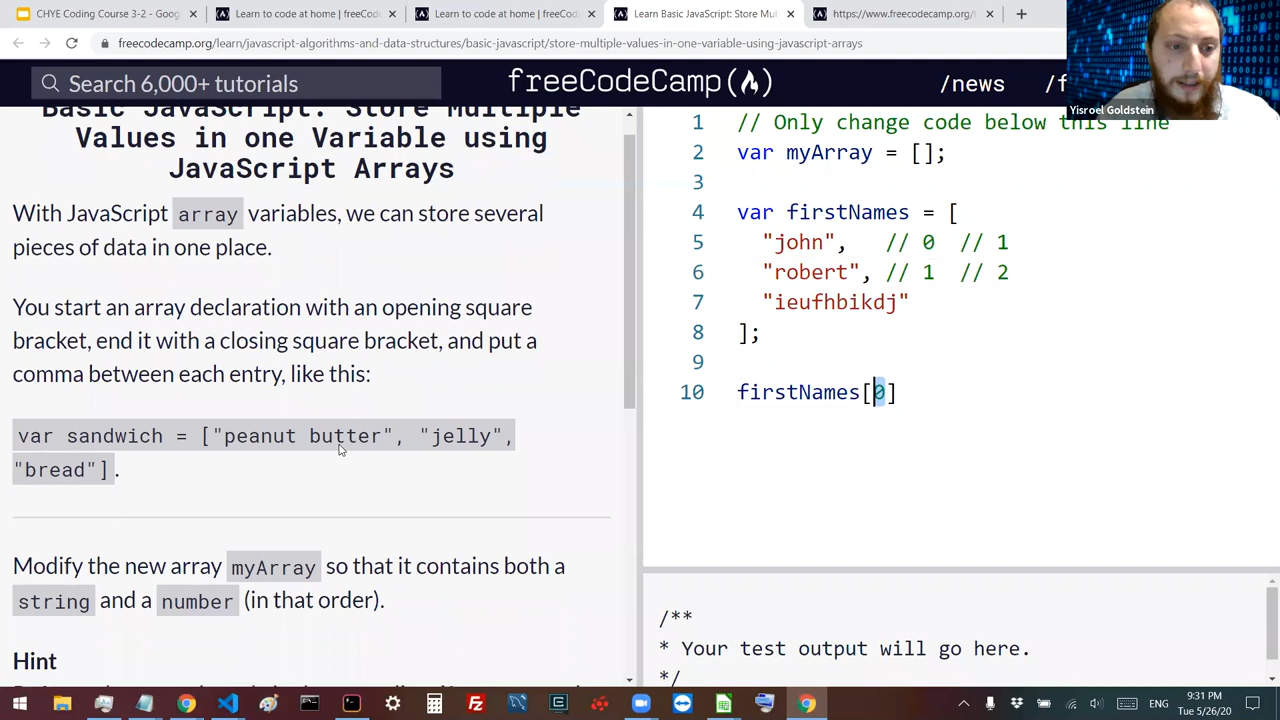 CHYE Coding Course 3-2 - Goog
Learn to code at home | freeCod
Learn to code at home | freeCod
Learn Basic JavaScript: Store Mul
https://www.freecodecamp.org/
freecodecamp.org/learn/javascript-algorithms-and-data-structures/basic-javascript/store-multiple-values-in-one-variable-using-javascript-arrays
Search 6,000+ tutorials
freeCodeCamp
/news
/f
Yisroel Goldstein
Basic JavaScript: Store Multiple
Values in one Variable using
JavaScript Arrays
With JavaScript array variables, we can store several
pieces of data in one place.
You start an array declaration with an opening square
bracket, end it with a closing square bracket, and put a
comma between each entry, like this:
var sandwich = ["peanut butter", "jelly",
"bread"].
Modify the new array myArray so that it contains both a
string and a number (in that order).
Hint
1 // Only change code below this line
2 var myArray = [];
3
4 var firstNames = [
5 "john", // 0 // 1
6 "robert", // 1 // 2
7 "ieufhbikdj"
8 ];
9
10 firstNames[0]
/**
* Your test output will go here.
*/
ENG
9:31 PM
Tue 5/26/20